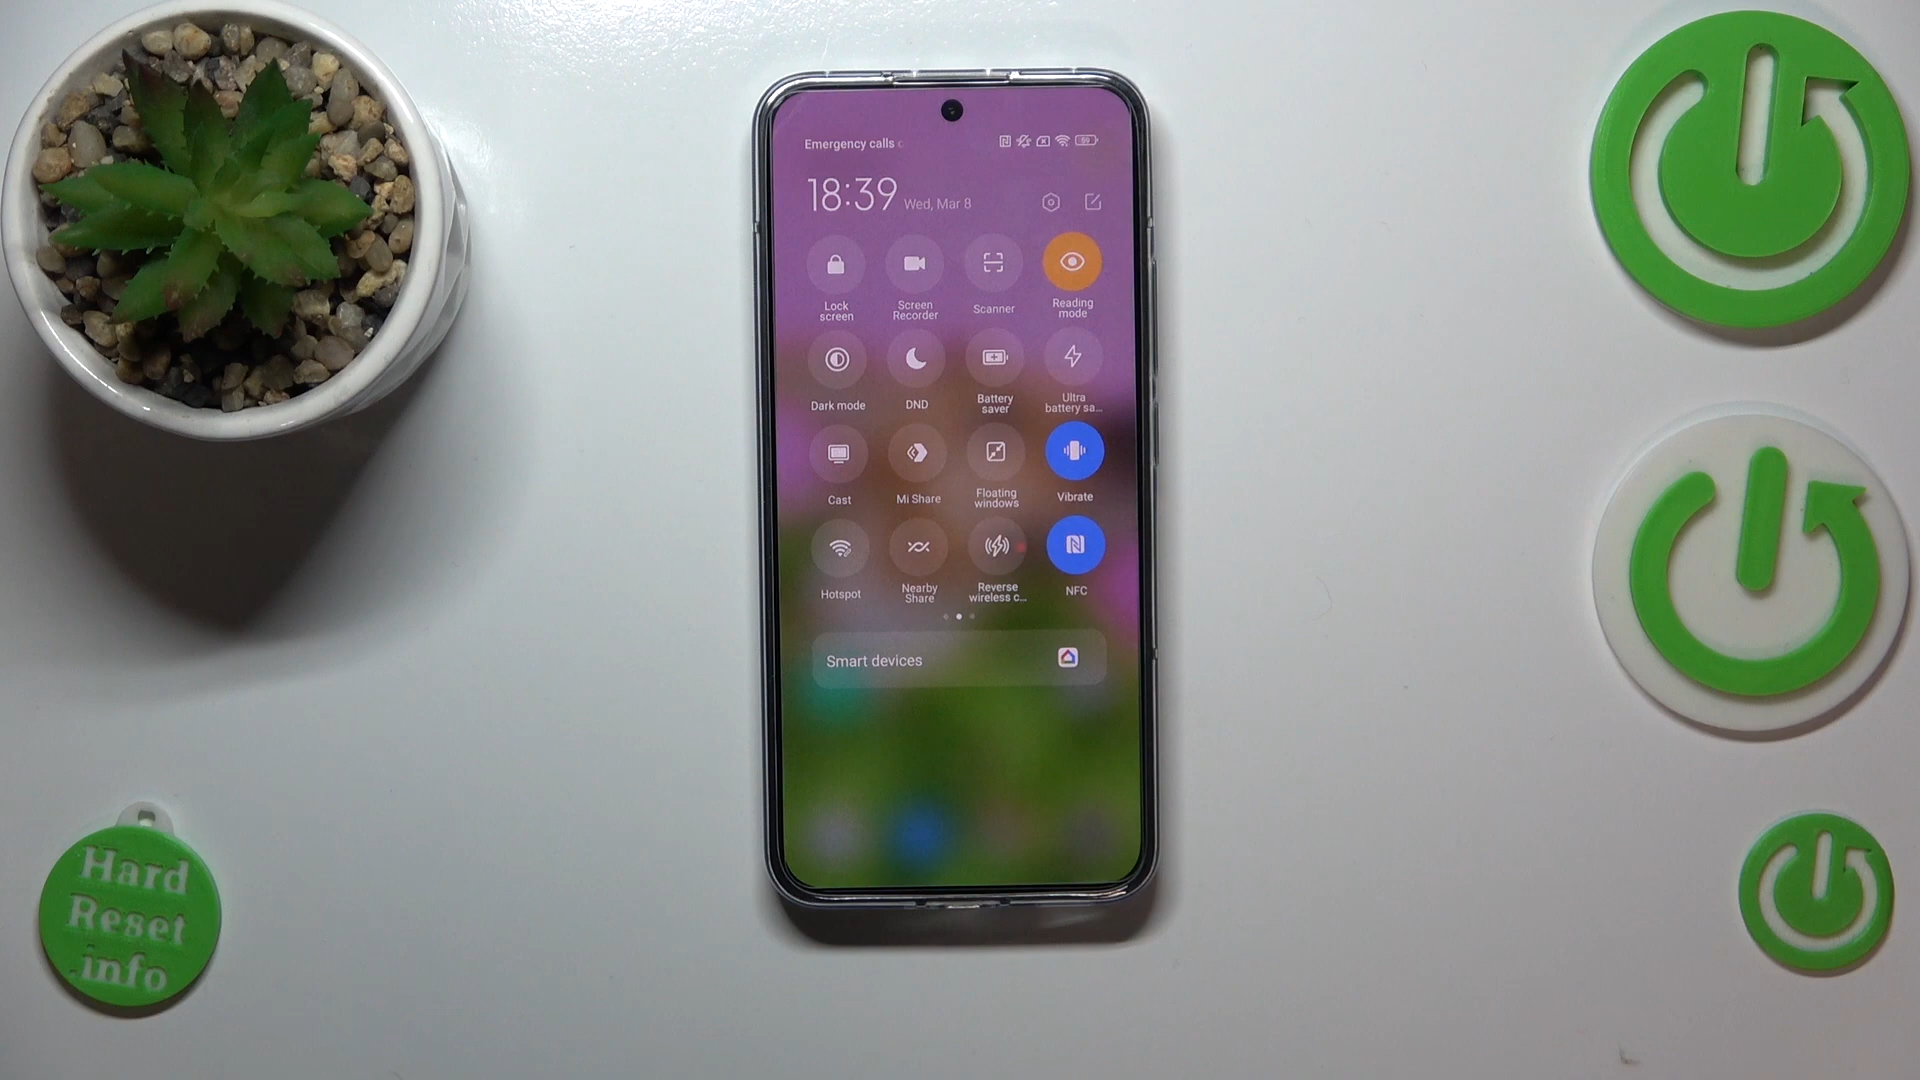 Emergency calls
18:39 Wed, Mar 8
Lock
screen
Screen
Recorder
Scanner
Reading
mode
Dark mode
DND
Battery
saver
Ultra
battery sa...
Cast
Mi Share
Floating
windows
Vibrate
Hotspot
Nearby
Share
Reverse
wireless c...
NFC
Smart devices
Hard
Reset
.info